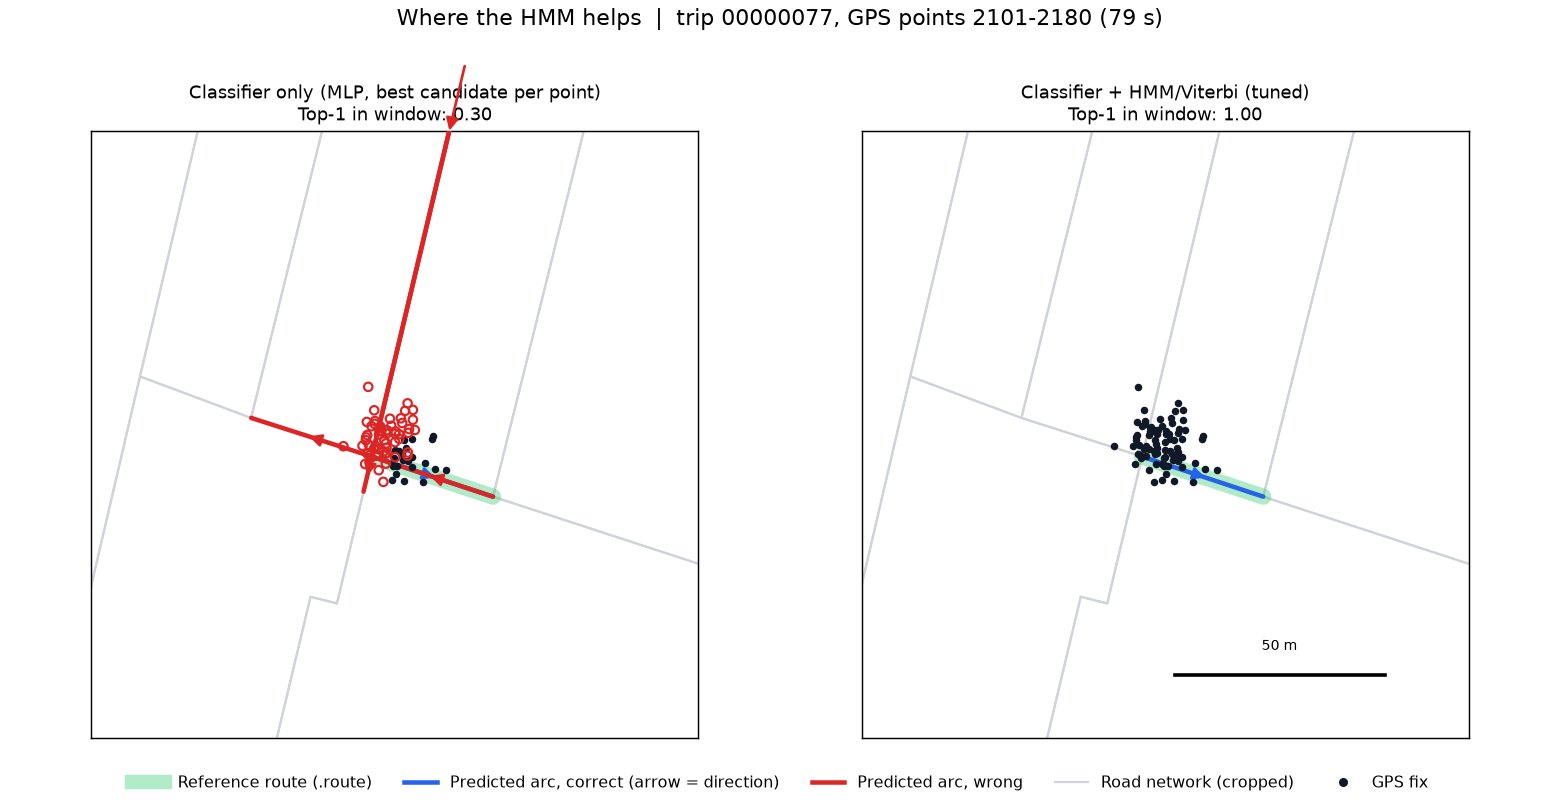 Where the HMM helps | trip 00000077, GPS points 2101-2180 (79 s)
Classifier only (MLP, best candidate per point)
Top-1 in window: 0.30
Classifier + HMM/Viterbi (tuned)
Top-1 in window: 1.00
50 m
Reference route (.route)
Predicted arc, correct (arrow = direction)
Predicted arc, wrong
Road network (cropped)
GPS fix